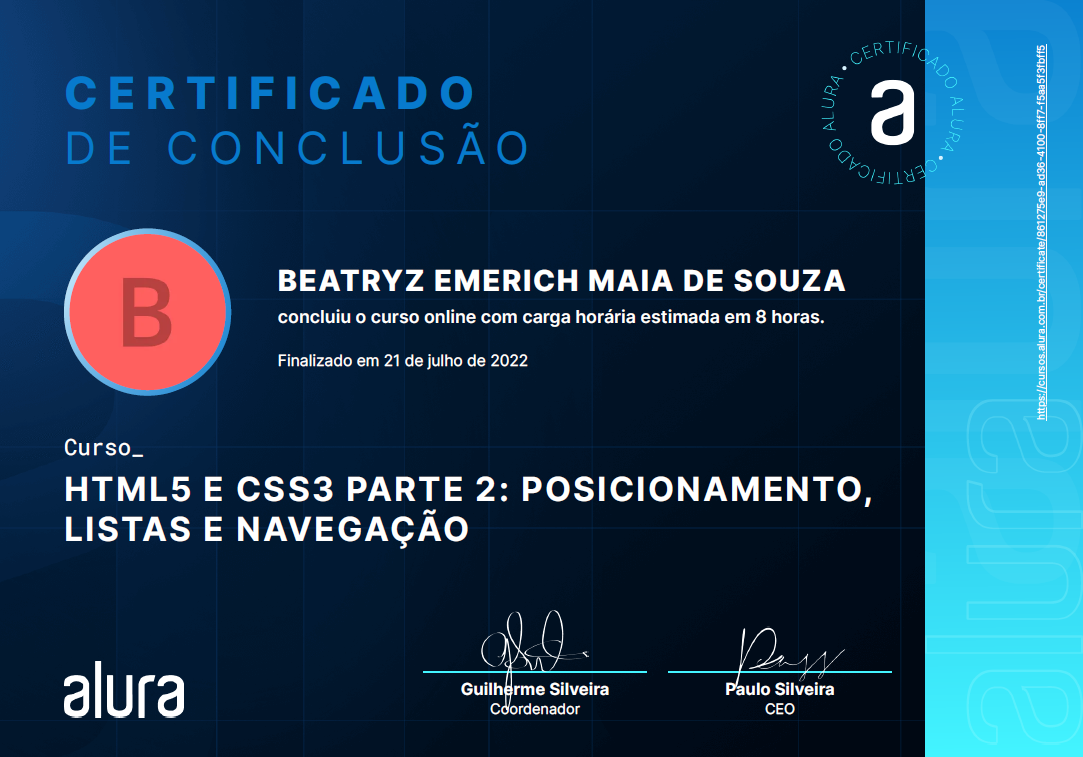 CERTIFICADO
DE CONCLUSÃO
CERTIFICADO ALURA • CERTIFICADO ALURA •
a
https://cursos.alura.com.br/certificate/861275e9-ad36-4100-8ff7-f5aa5f3fbff5
B
BEATRYZ EMERICH MAIA DE SOUZA
concluiu o curso online com carga horária estimada em 8 horas.
Finalizado em 21 de julho de 2022
Curso_
HTML5 E CSS3 PARTE 2: POSICIONAMENTO,
LISTAS E NAVEGAÇÃO
alura
Guilherme Silveira
Coordenador
Paulo Silveira
CEO
alura